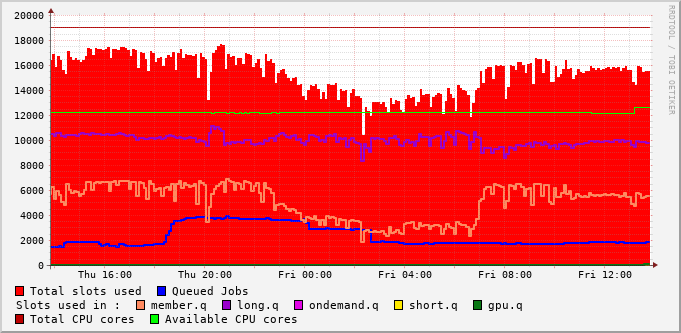 20000
18000
16000
14000
12000
10000
8000
6000
4000
2000
0
Thu 16:00 Thu 20:00 Fri 00:00 Fri 04:00 Fri 08:00 Fri 12:00
RRDTOOL / TOBI OETIKER
Total slots used Queued Jobs
Slots used in : member.q long.q ondemand.q short.q gpu.q
Total CPU cores Available CPU cores